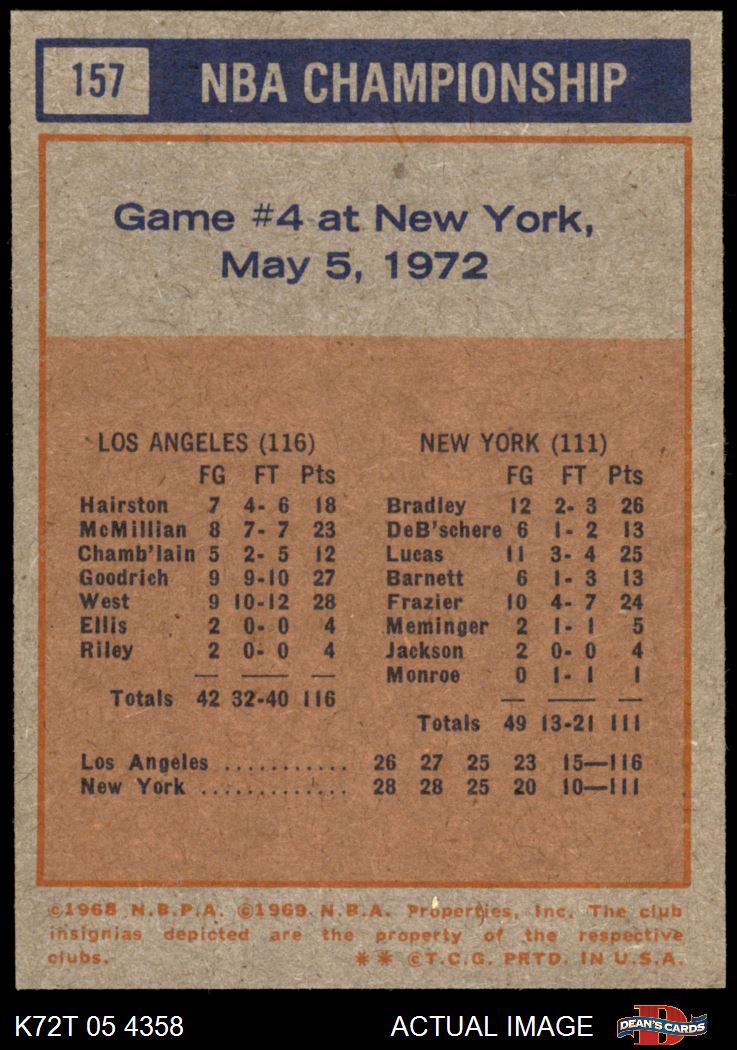 157 NBA CHAMPIONSHIP
Game #4 at New York,
May 5, 1972
LOS ANGELES (116)
FG FT Pts
Hairston 7 4- 6 18
McMillian 8 7- 7 23
Chamb'lain 5 2- 5 12
Goodrich 9 9-10 27
West 9 10-12 28
Ellis 2 0- 0 4
Riley 2 0- 0 4
Totals 42 32-40 116
NEW YORK (111)
FG FT Pts
Bradley 12 2- 3 26
DeB'schere 6 1- 2 13
Lucas 11 3- 4 25
Barnett 6 1- 3 13
Frazier 10 4- 7 24
Meminger 2 1- 1 5
Jackson 2 0- 0 4
Monroe 0 1- 1 1
Totals 49 13-21 111
Los Angeles ........... 26 27 25 23 15—116
New York ............. 28 28 25 20 10—111
©1968 N.B.P.A. ©1969 N.B.A. Properties, Inc. The club
insignias depicted are the property of the respective
clubs. ** ©T.C.G. PRTD. IN U.S.A.
K72T 05 4358 ACTUAL IMAGE DEAN'S CARDS